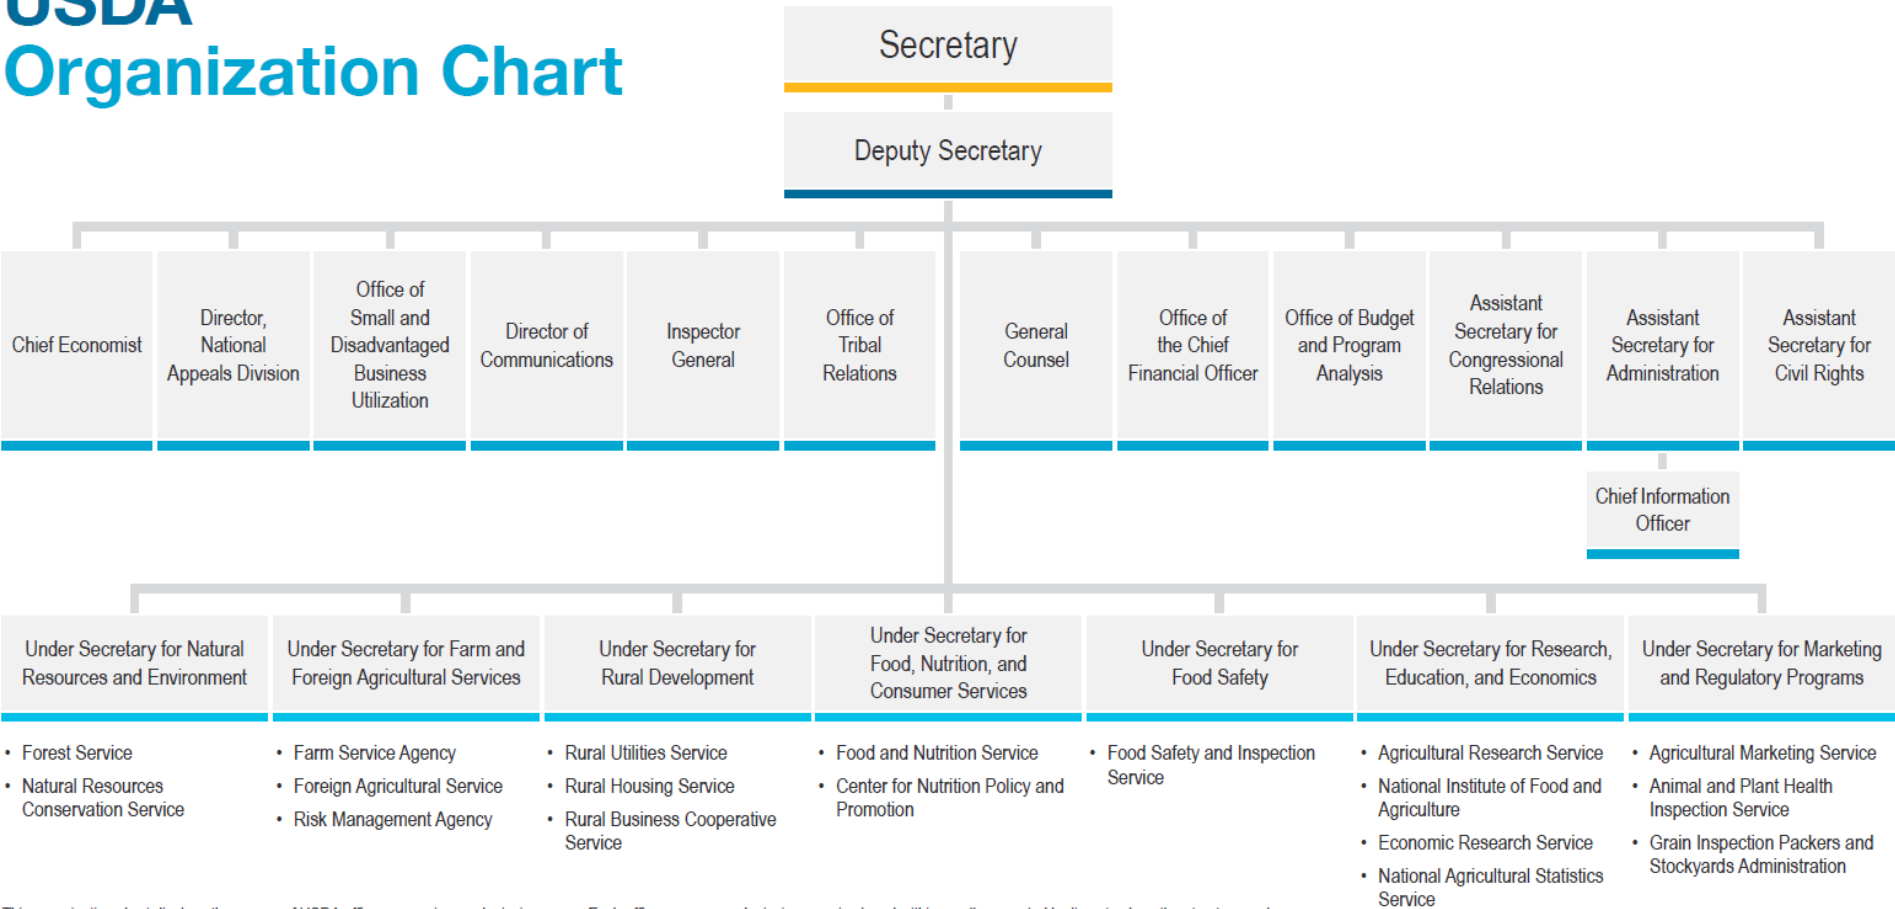 USDA
Organization Chart
Secretary
Deputy Secretary
Chief Economist
Director,
National
Appeals Division
Office of
Small and
Disadvantaged
Business
Utilization
Director of
Communications
Inspector
General
Office of
Tribal
Relations
General
Counsel
Office of
the Chief
Financial Officer
Office of Budget
and Program
Analysis
Assistant
Secretary for
Congressional
Relations
Assistant
Secretary for
Administration
Assistant
Secretary for
Civil Rights
Chief Information
Officer
Under Secretary for Natural
Resources and Environment
• Forest Service
• Natural Resources
Conservation Service
Under Secretary for Farm and
Foreign Agricultural Services
• Farm Service Agency
• Foreign Agricultural Service
• Risk Management Agency
Under Secretary for
Rural Development
• Rural Utilities Service
• Rural Housing Service
• Rural Business Cooperative
Service
Under Secretary for
Food, Nutrition, and
Consumer Services
• Food and Nutrition Service
• Center for Nutrition Policy and
Promotion
Under Secretary for
Food Safety
• Food Safety and Inspection
Service
Under Secretary for Research,
Education, and Economics
• Agricultural Research Service
• National Institute of Food and
Agriculture
• Economic Research Service
• National Agricultural Statistics
Service
Under Secretary for Marketing
and Regulatory Programs
• Agricultural Marketing Service
• Animal and Plant Health
Inspection Service
• Grain Inspection Packers and
Stockyards Administration